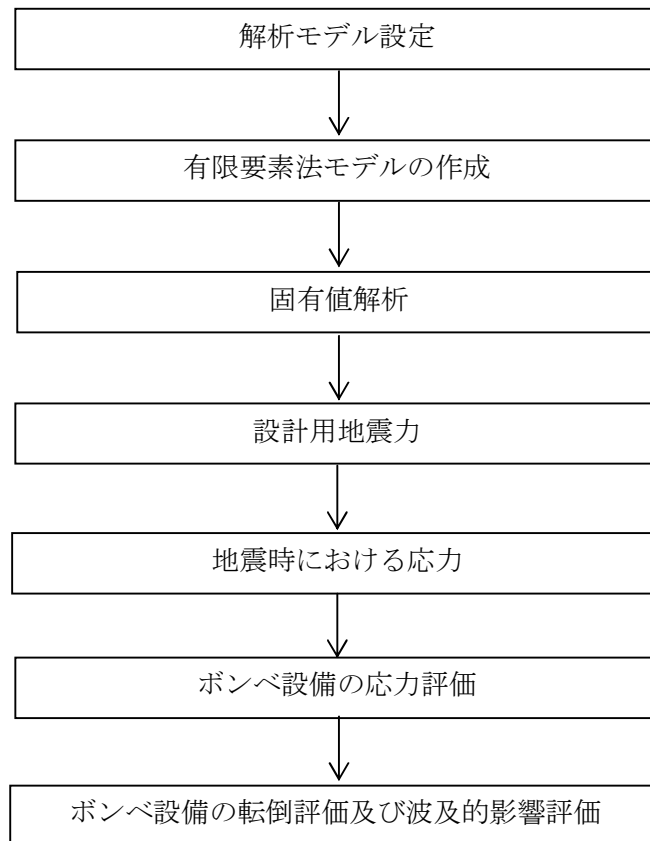 解析モデル設定
有限要素法モデルの作成
固有値解析
設計用地震力
地震時における応力
ボンベ設備の応力評価
ボンベ設備の転倒評価及び波及的影響評価